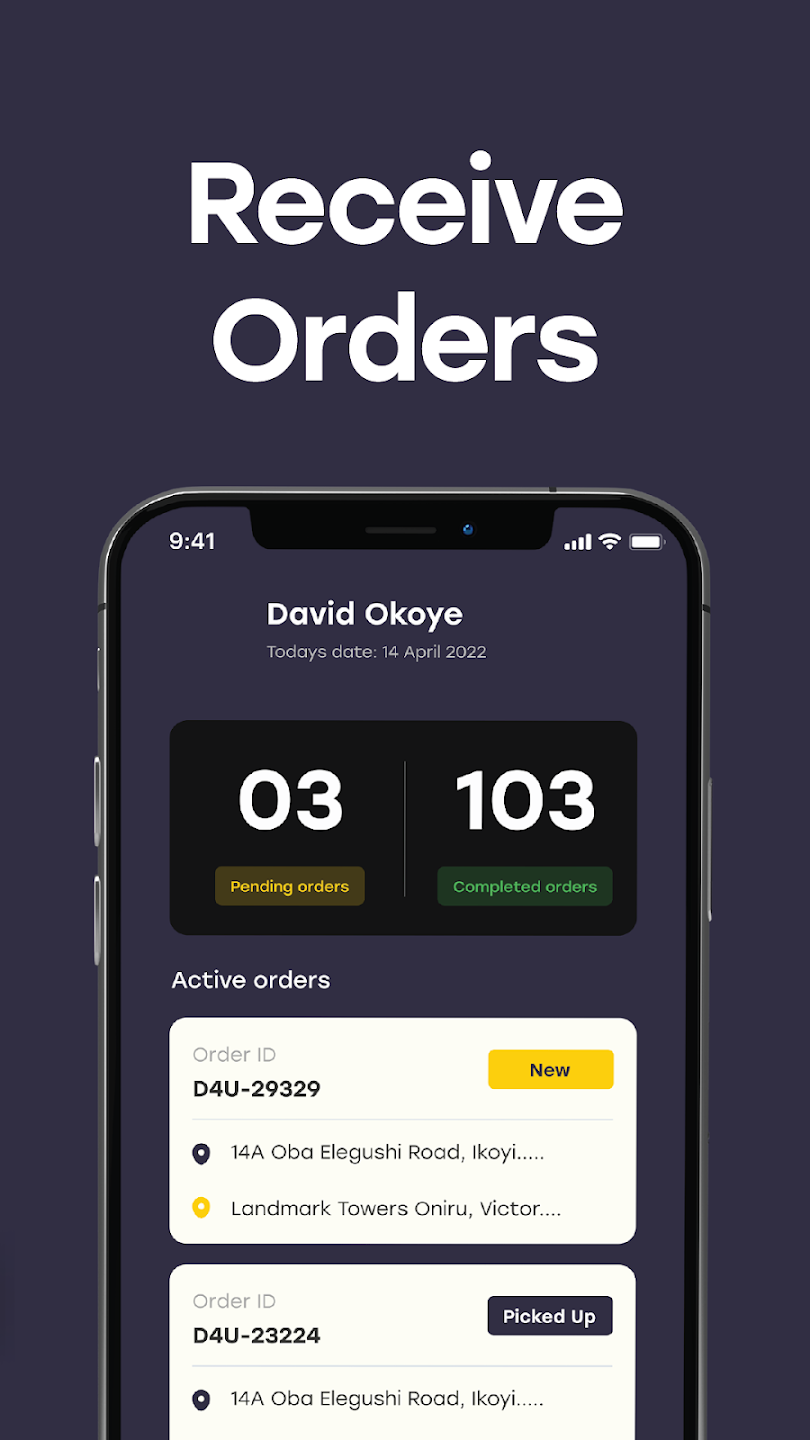 Receive
Orders
9:41
David Okoye
Todays date: 14 April 2022
03
103
Pending orders
Completed orders
Active orders
Order ID
New
D4U-29329
14A Oba Elegushi Road, Ikoyi.....
Landmark Towers Oniru, Victor....
Order ID
Picked Up
D4U-23224
14A Oba Elegushi Road, Ikoyi.....